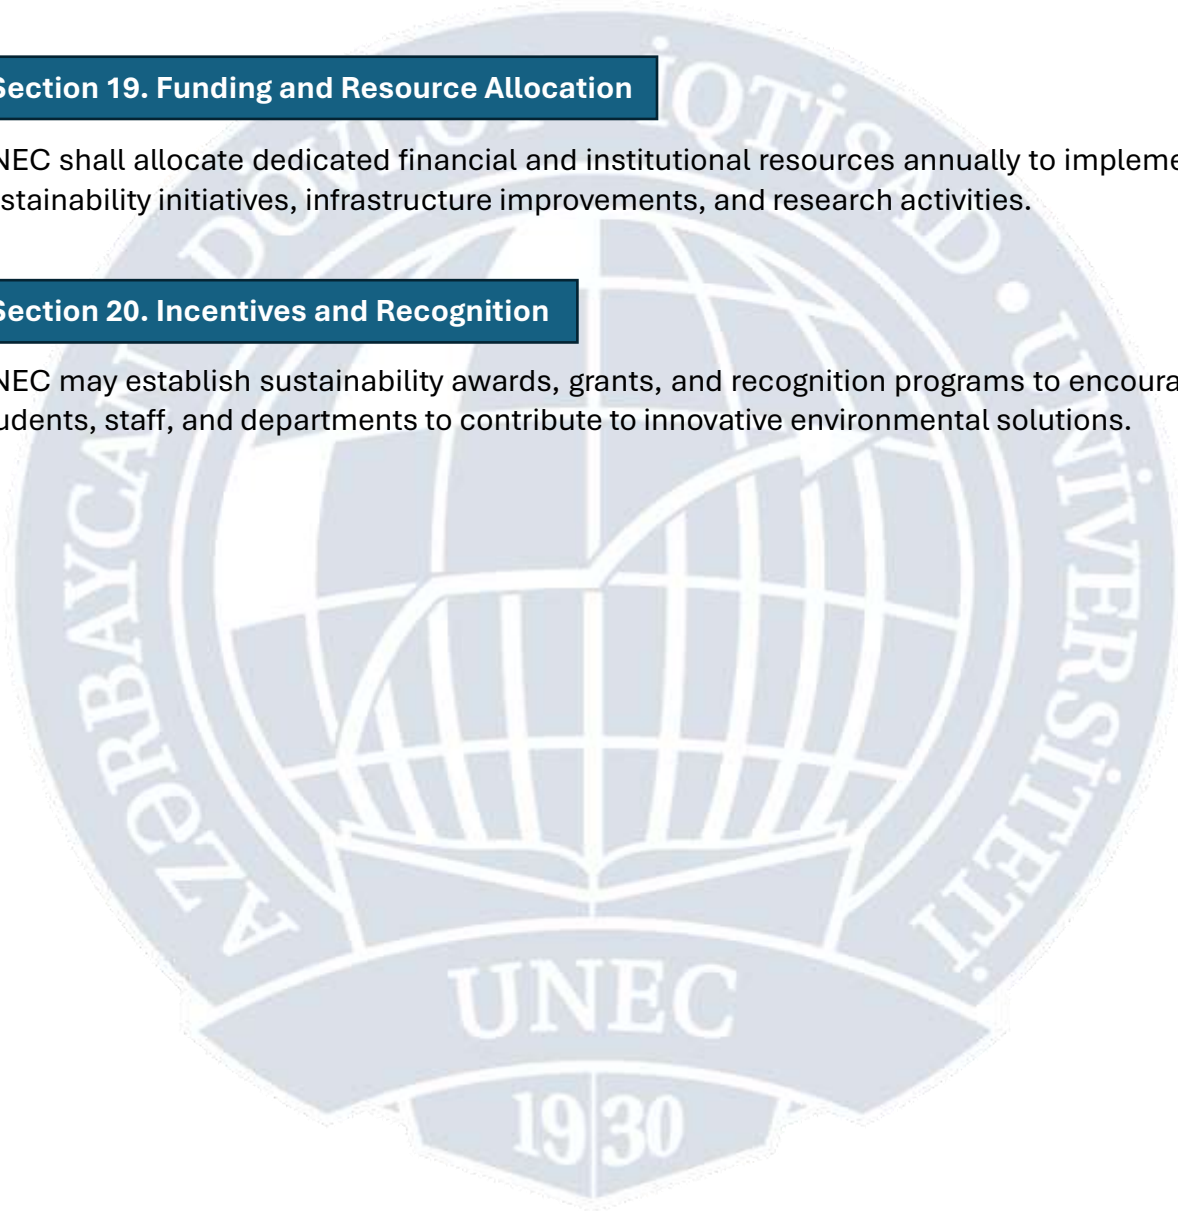 Section 19. Funding and Resource Allocation
NEC shall allocate dedicated financial and institutional resources annually to impleme
stainability initiatives, infrastructure improvements, and research activities.
Section 20. Incentives and Recognition
NEC may establish sustainability awards, grants, and recognition programs to encoura
udents, staff, and departments to contribute to innovative environmental solutions.
AZƏRBAYCAN DÖVLƏT İQTİSAD • UNİVERSİTETİ
UNEC
1930